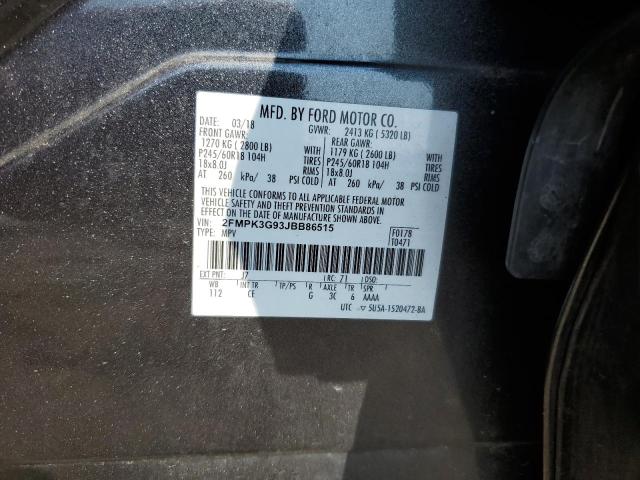 MFD. BY FORD MOTOR CO.
DATE: 03/18 GVWR: 2413 KG ( 5320 LB)
FRONT GAWR: REAR GAWR:
1270 KG ( 2800 LB) WITH 1179 KG ( 2600 LB) WITH
P245/60R18 104H TIRES P245/60R18 104H TIRES
18x8.0J RIMS 18x8.0J RIMS
AT 260 kPa/ 38 PSI COLD AT 260 kPa/ 38 PSI COLD
THIS VEHICLE CONFORMS TO ALL APPLICABLE FEDERAL MOTOR
VEHICLE SAFETY AND THEFT PREVENTION STANDARDS IN
EFFECT ON THE DATE OF MANUFACTURE SHOWN ABOVE.
VIN: 2FMPK3G93JBB86515 F0178
TYPE: MPV T0471
EXT PNT: J7 RC: 71 DSO:
WB INT TR TP/PS R AXLE TR SPR
112 CE G 3C 6 AAAA
UTC ▽ 5U5A-1520472-BA